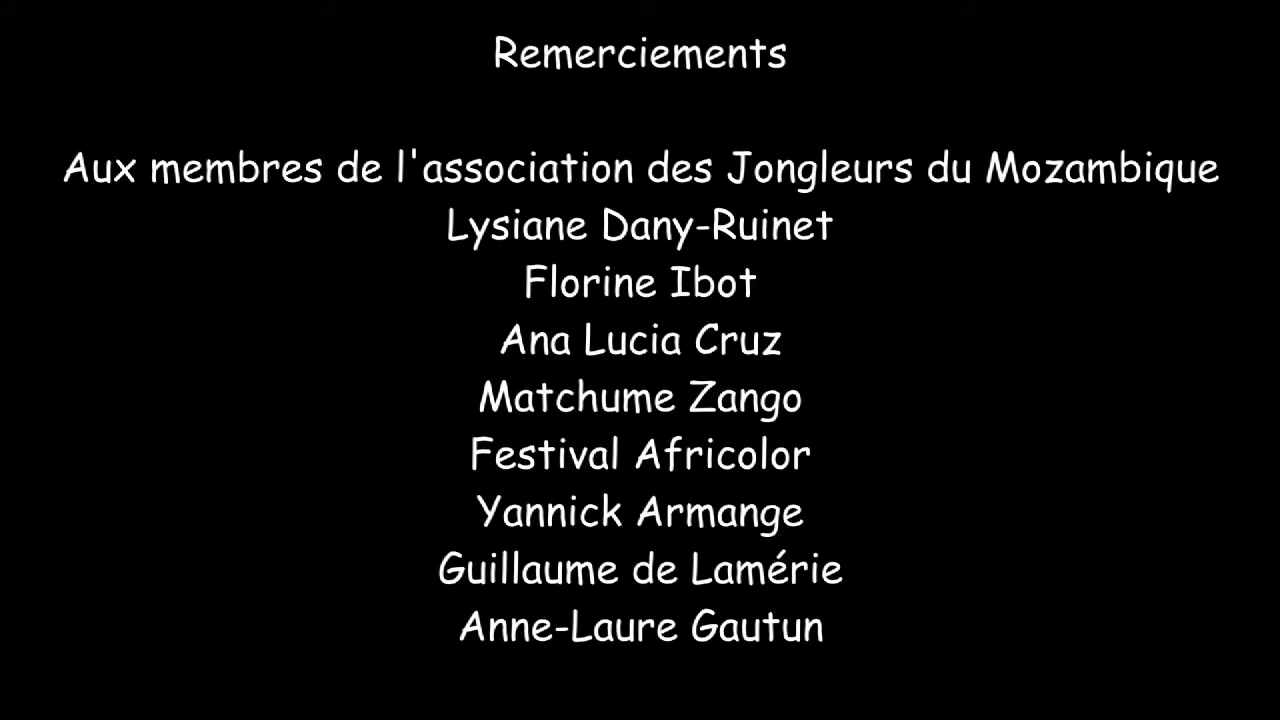 Remerciements
Aux membres de l'association des Jongleurs du Mozambique
Lysiane Dany-Ruinet
Florine Ibot
Ana Lucia Cruz
Matchume Zango
Festival Africolor
Yannick Armange
Guillaume de Lamérie
Anne-Laure Gautun